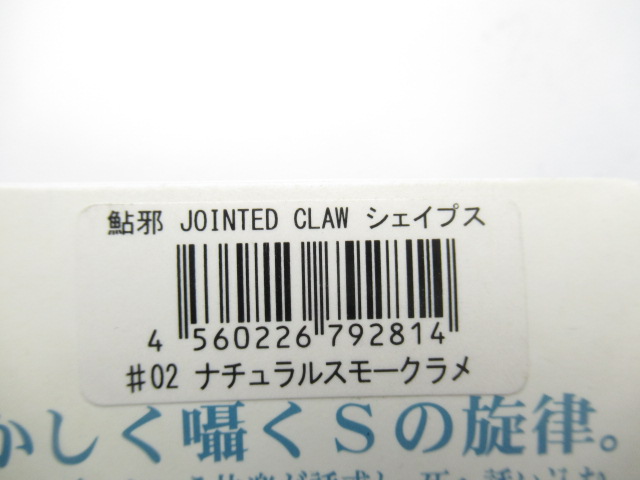 鮎邪 JOINTED CLAW シェイプス
4 560226 792814
♯02 ナチュラルスモークラメ
かしく囁くSの旋律。